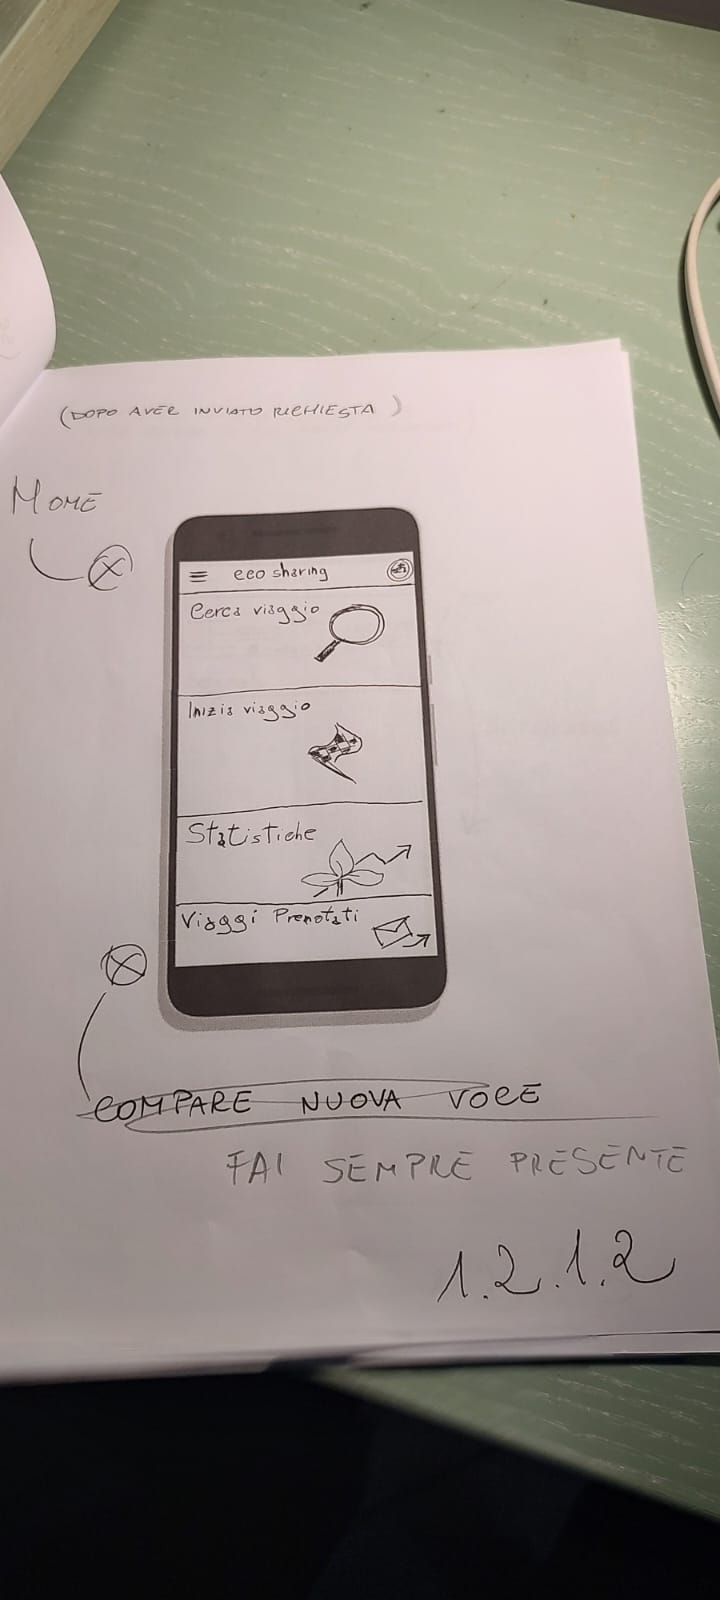 (DOPO AVER INVIATO RICHIESTA)
HOME
eco sharing
Cerca viaggio
Inizia viaggio
Statistiche
Viaggi Prenotati
COMPARE NUOVA VOCE
FAI SEMPRE PRESENTE
1.2.1.2